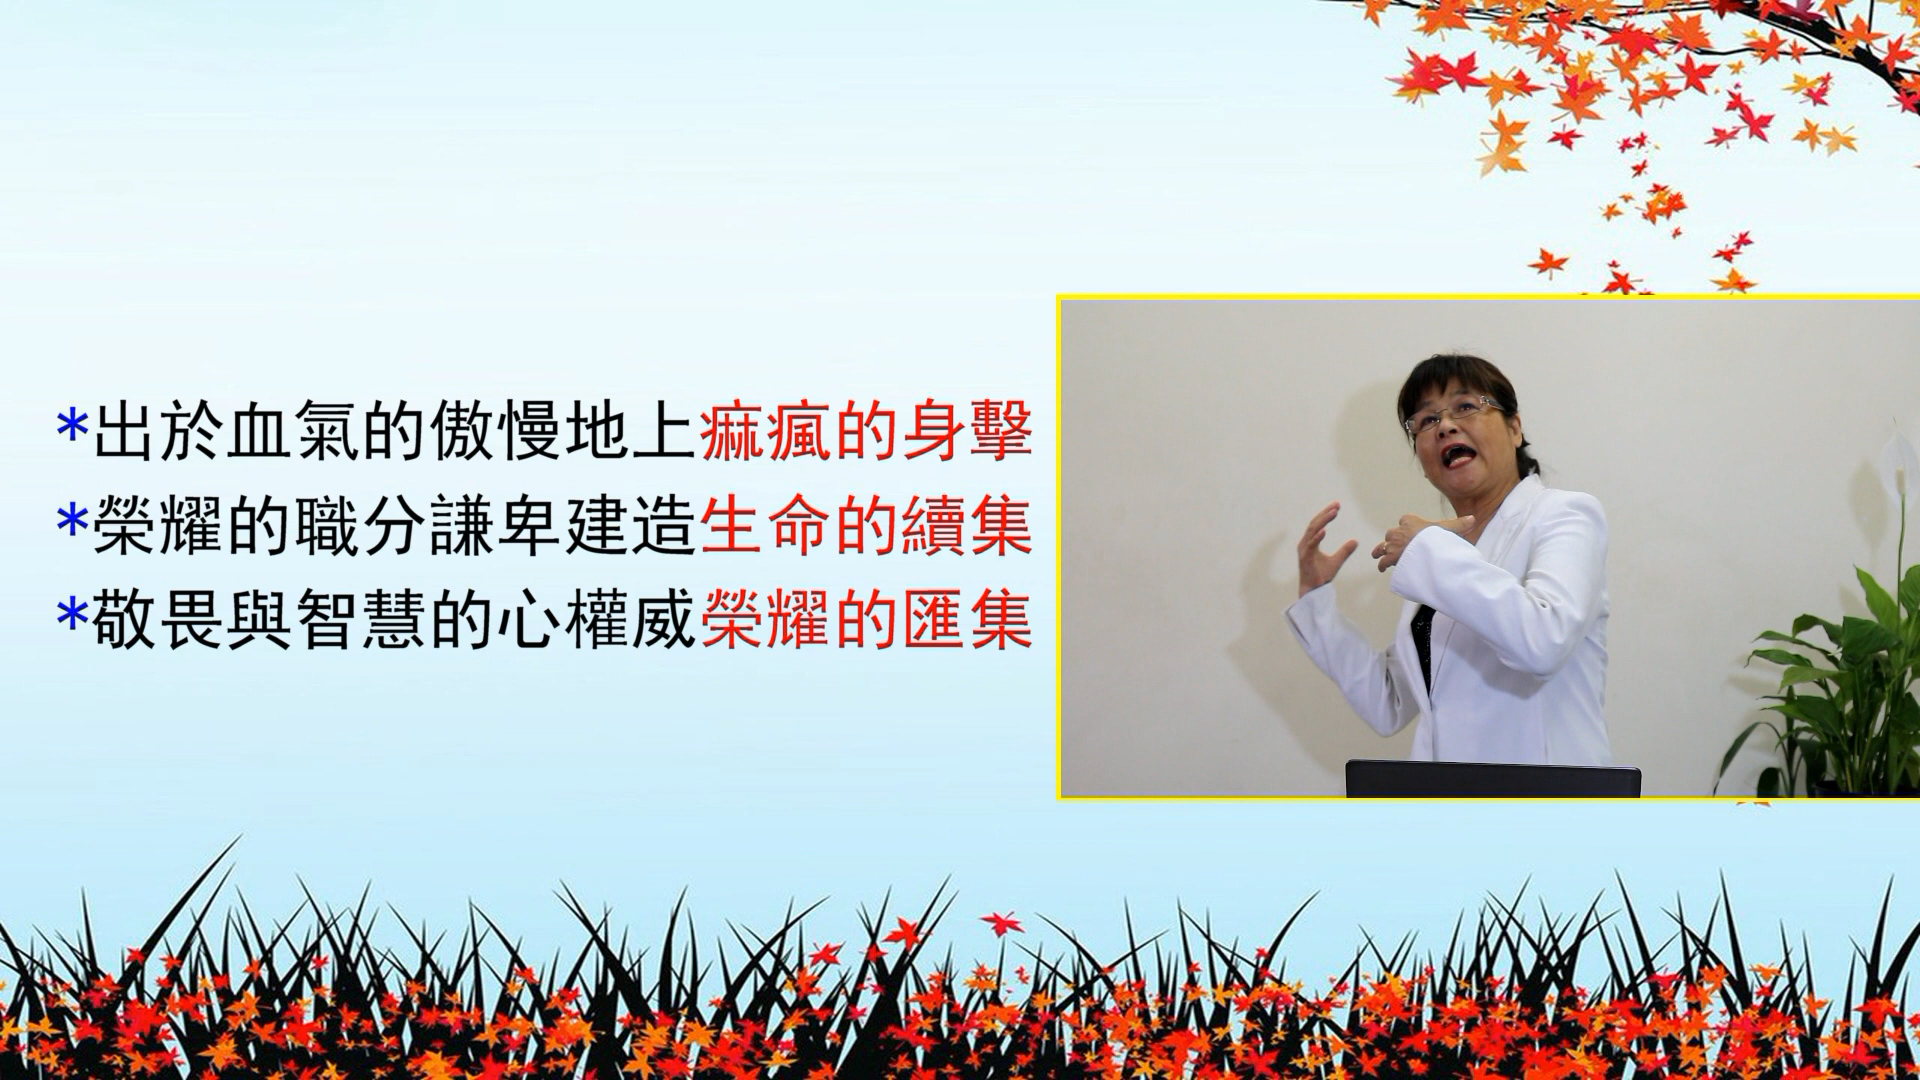 *出於血氣的傲慢地上痲瘋的身擊
*榮耀的職分謙卑建造生命的續集
*敬畏與智慧的心權威榮耀的匯集